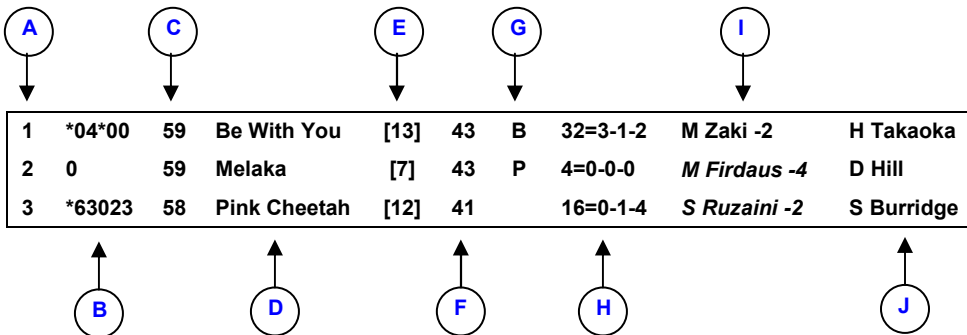 A C E G I
1 *04*00 59 Be With You [13] 43 B 32=3-1-2 M Zaki -2 H Takaoka
2 0 59 Melaka [7] 43 P 4=0-0-0 M Firdaus -4 D Hill
3 *63023 58 Pink Cheetah [12] 41 16=0-1-4 S Ruzaini -2 S Burridge
B D F H J